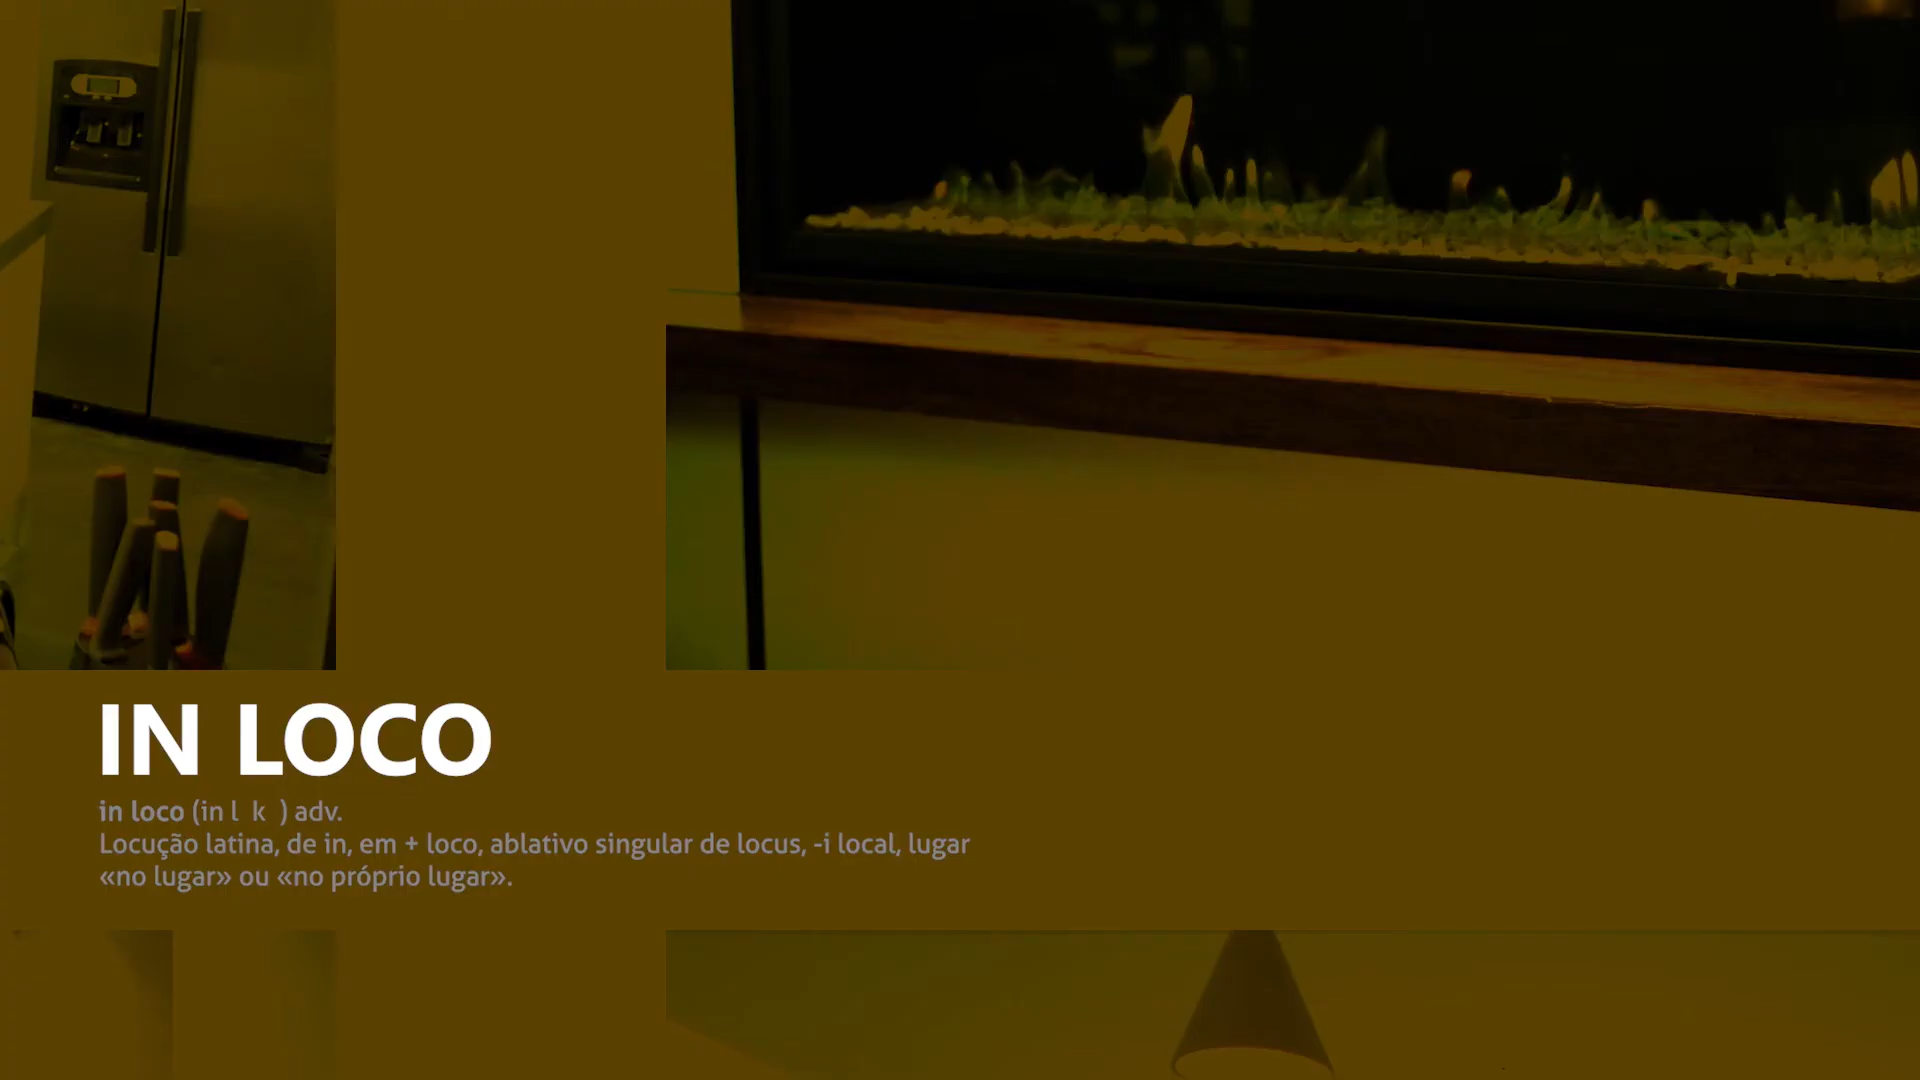 IN LOCO
in loco (in l k ) adv.
Locução latina, de in, em + loco, ablativo singular de locus, -i local, lugar
«no lugar» ou «no próprio lugar».